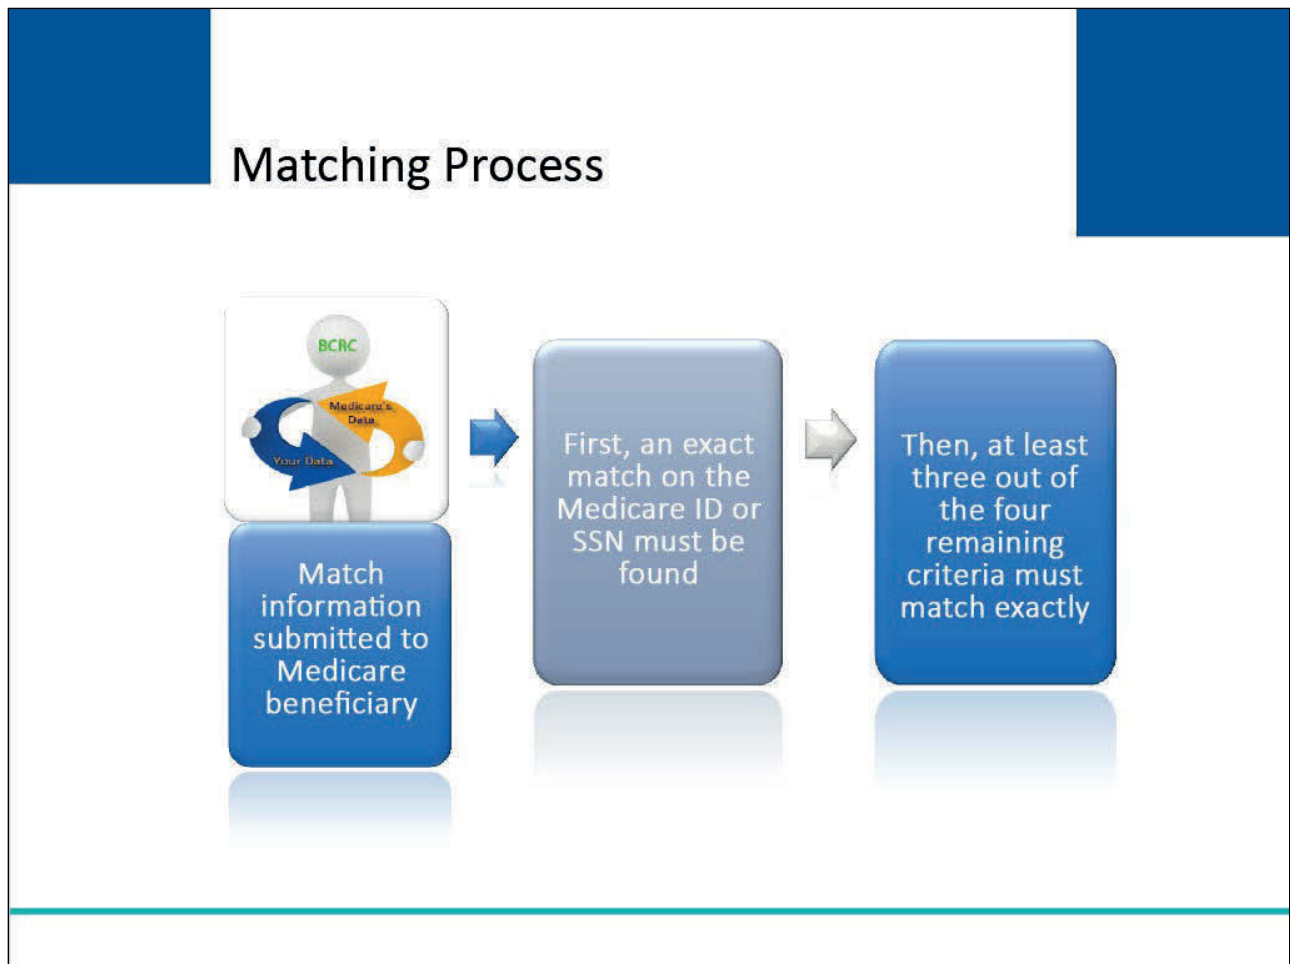 Matching Process
BCRC
Medicare's
Data
Your Data
Match
information
submitted to
Medicare
beneficiary
First, an exact
match on the
Medicare ID or
SSN must be
found
Then, at least
three out of
the four
remaining
criteria must
match exactly